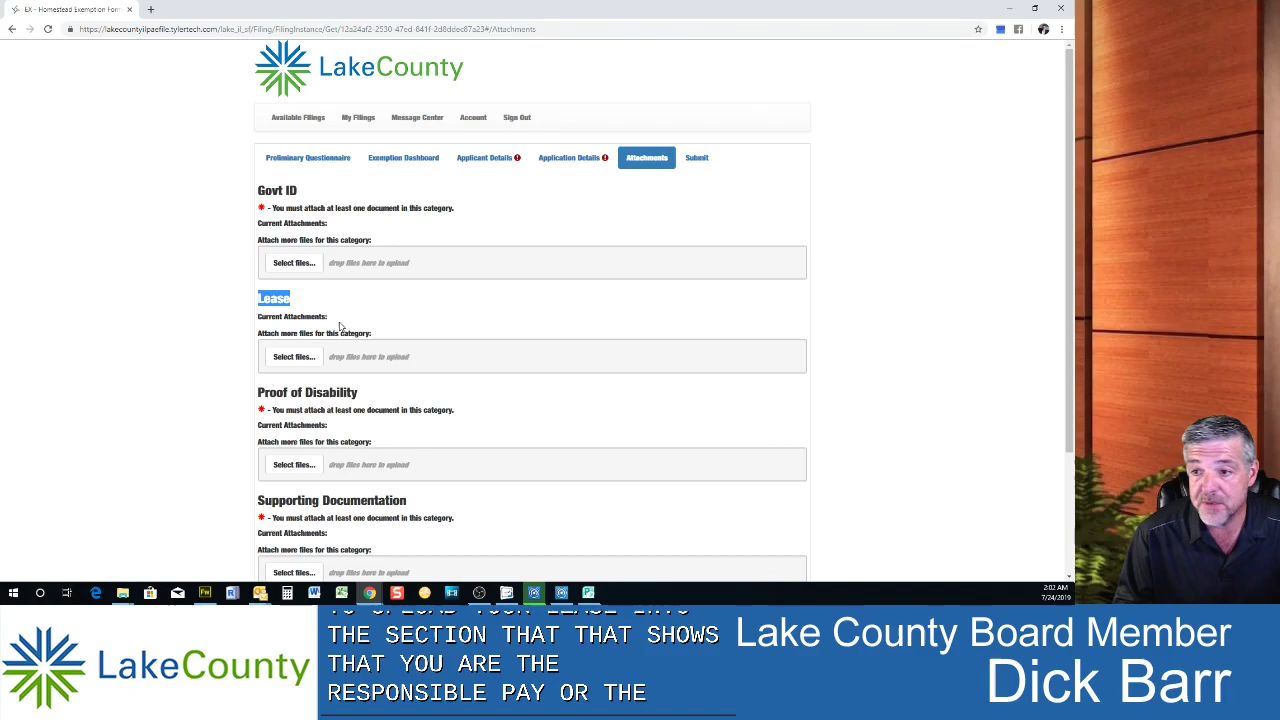 EX - Homestead Exemption Form
https://lakecountyilpaefile.tylertech.com/lake_il_sf/Filing/FilingInstance/Get/12a24af2-2530-47ed-841f-2d8ddec87a23#/Attachments
LakeCounty
Available Filings My Filings Message Center Account Sign Out
Preliminary Questionnaire Exemption Dashboard Applicant Details Application Details Attachments Submit
Govt ID
* - You must attach at least one document in this category.
Current Attachments:
Attach more files for this category:
Select files... drop files here to upload
Lease
Current Attachments:
Attach more files for this category:
Select files... drop files here to upload
Proof of Disability
* - You must attach at least one document in this category.
Current Attachments:
Attach more files for this category:
Select files... drop files here to upload
Supporting Documentation
* - You must attach at least one document in this category.
Current Attachments:
Attach more files for this category:
Select files... drop files here to upload
2:02 AM
7/24/2019
LakeCounty
TO UPLOAD YOUR LEASE INTO
THE SECTION THAT THAT SHOWS
THAT YOU ARE THE
RESPONSIBLE PAY OR THE
Lake County Board Member
Dick Barr